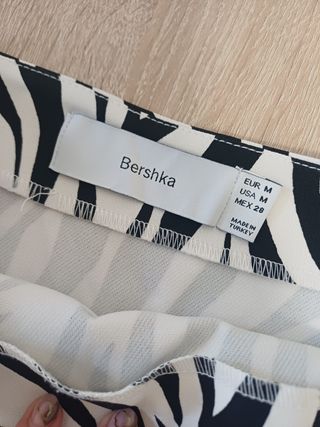 Bershka
EUR M
USA M
MEX 28
MADE IN
TURKEY